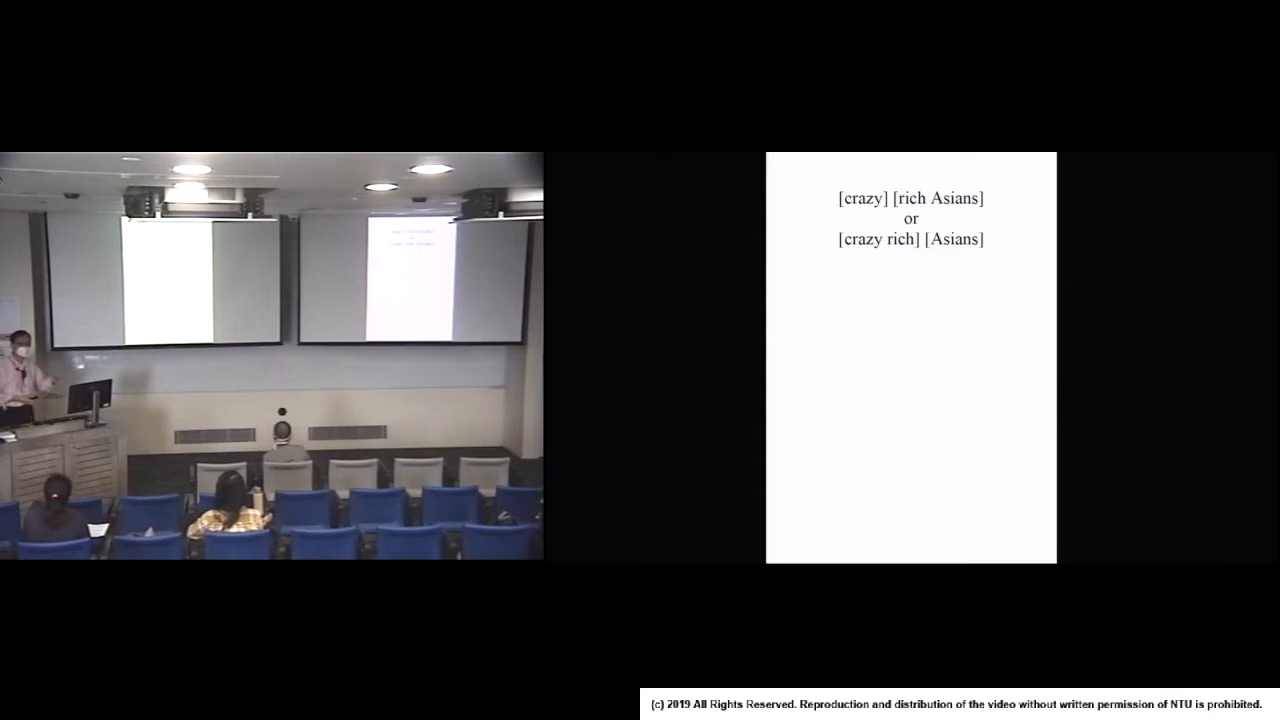 [crazy] [rich Asians]
or
[crazy rich] [Asians]
(c) 2019 All Rights Reserved. Reproduction and distribution of the video without written permission of NTU is prohibited.